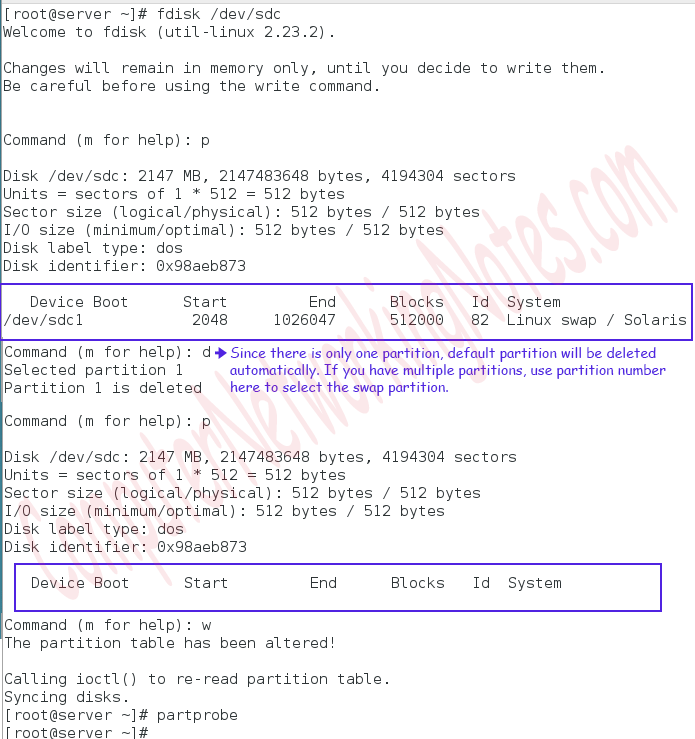 [root@server ~]# fdisk /dev/sdc
Welcome to fdisk (util-linux 2.23.2).
Changes will remain in memory only, until you decide to write them.
Be careful before using the write command.
Command (m for help): p
Disk /dev/sdc: 2147 MB, 2147483648 bytes, 4194304 sectors
Units = sectors of 1 * 512 = 512 bytes
Sector size (logical/physical): 512 bytes / 512 bytes
I/O size (minimum/optimal): 512 bytes / 512 bytes
Disk label type: dos
Disk identifier: 0x98aeb873
Device Boot Start End Blocks Id System
/dev/sdc1 2048 1026047 512000 82 Linux swap / Solaris
Command (m for help): d
Since there is only one partition, default partition will be deleted
automatically. If you have multiple partitions, use partition number
here to select the swap partition.
Selected partition 1
Partition 1 is deleted
Command (m for help): p
Disk /dev/sdc: 2147 MB, 2147483648 bytes, 4194304 sectors
Units = sectors of 1 * 512 = 512 bytes
Sector size (logical/physical): 512 bytes / 512 bytes
I/O size (minimum/optimal): 512 bytes / 512 bytes
Disk label type: dos
Disk identifier: 0x98aeb873
Device Boot Start End Blocks Id System
Command (m for help): w
The partition table has been altered!
Calling ioctl() to re-read partition table.
Syncing disks.
[root@server ~]# partprobe
[root@server ~]#
ComputerNetworkingNotes.com